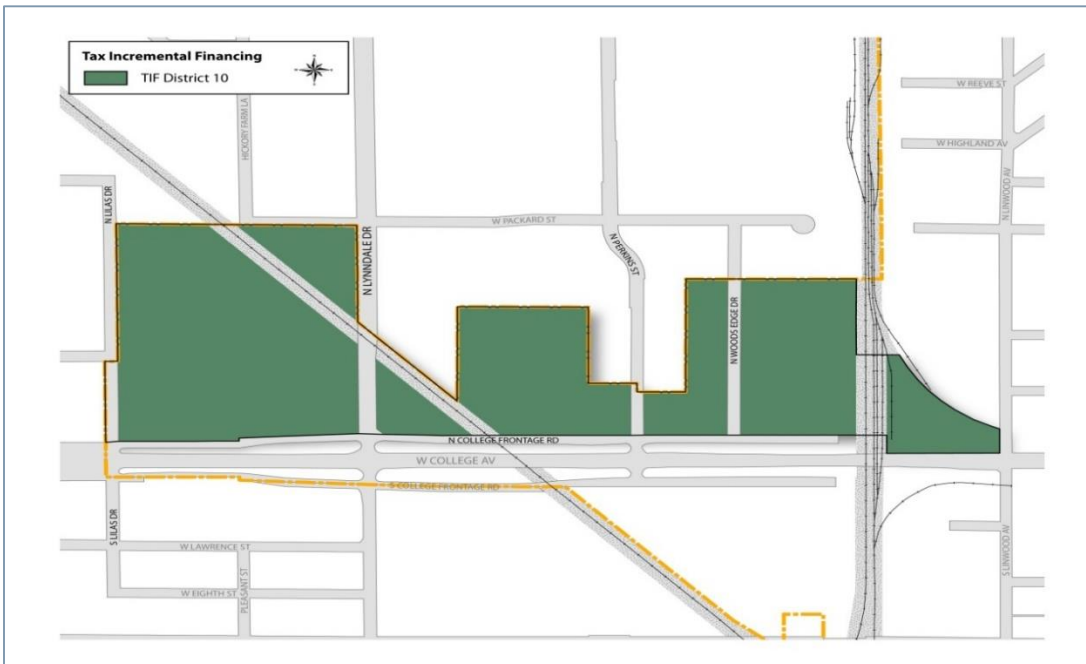 Tax Incremental Financing
TIF District 10
W REEVE ST
HICKORY FARM LA
W HIGHLAND AV
N LILAS DR
N LINWOOD AV
W PACKARD ST
N LYNNDALE DR
N PERKINS ST
N WOODS EDGE DR
N COLLEGE FRONTAGE RD
W COLLEGE AV
S COLLEGE FRONTAGE RD
S LILAS DR
W LAWRENCE ST
S LINWOOD AV
PLEASANT ST
W EIGHTH ST